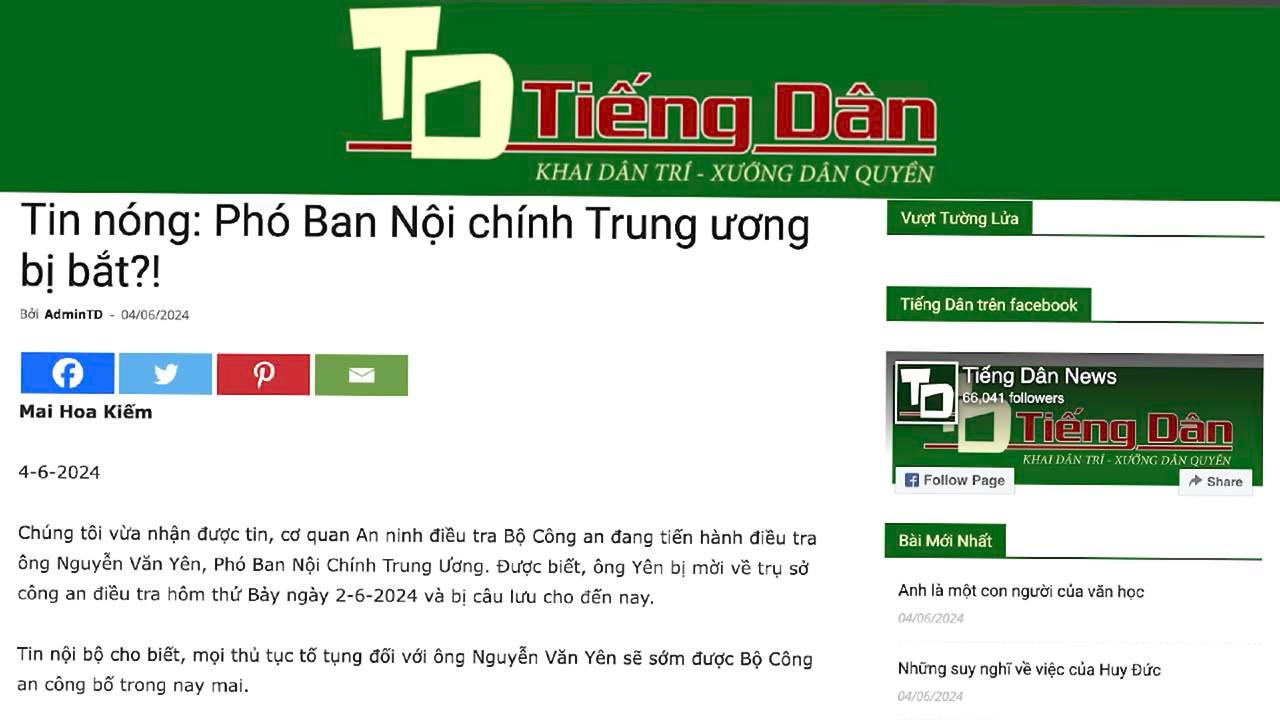 TD Tiếng Dân
KHAI DÂN TRÍ - XƯỚNG DÂN QUYỀN
Tin nóng: Phó Ban Nội chính Trung ương
bị bắt?!
Bởi AdminTD - 04/06/2024
Mai Hoa Kiếm
4-6-2024
Chúng tôi vừa nhận được tin, cơ quan An ninh điều tra Bộ Công an đang tiến hành điều tra
ông Nguyễn Văn Yên, Phó Ban Nội Chính Trung Ương. Được biết, ông Yên bị mời về trụ sở
công an điều tra hôm thứ Bảy ngày 2-6-2024 và bị câu lưu cho đến nay.
Tin nội bộ cho biết, mọi thủ tục tố tụng đối với ông Nguyễn Văn Yên sẽ sớm được Bộ Công
an công bố trong nay mai.
Vượt Tường Lửa
Tiếng Dân trên facebook
TD
Tiếng Dân News
66,041 followers
TD Tiếng Dân
KHAI DÂN TRÍ - XƯỚNG DÂN QUYỀN
Follow Page
Share
Bài Mới Nhất
Anh là một con người của văn học
04/06/2024
Những suy nghĩ về việc của Huy Đức
04/06/2024